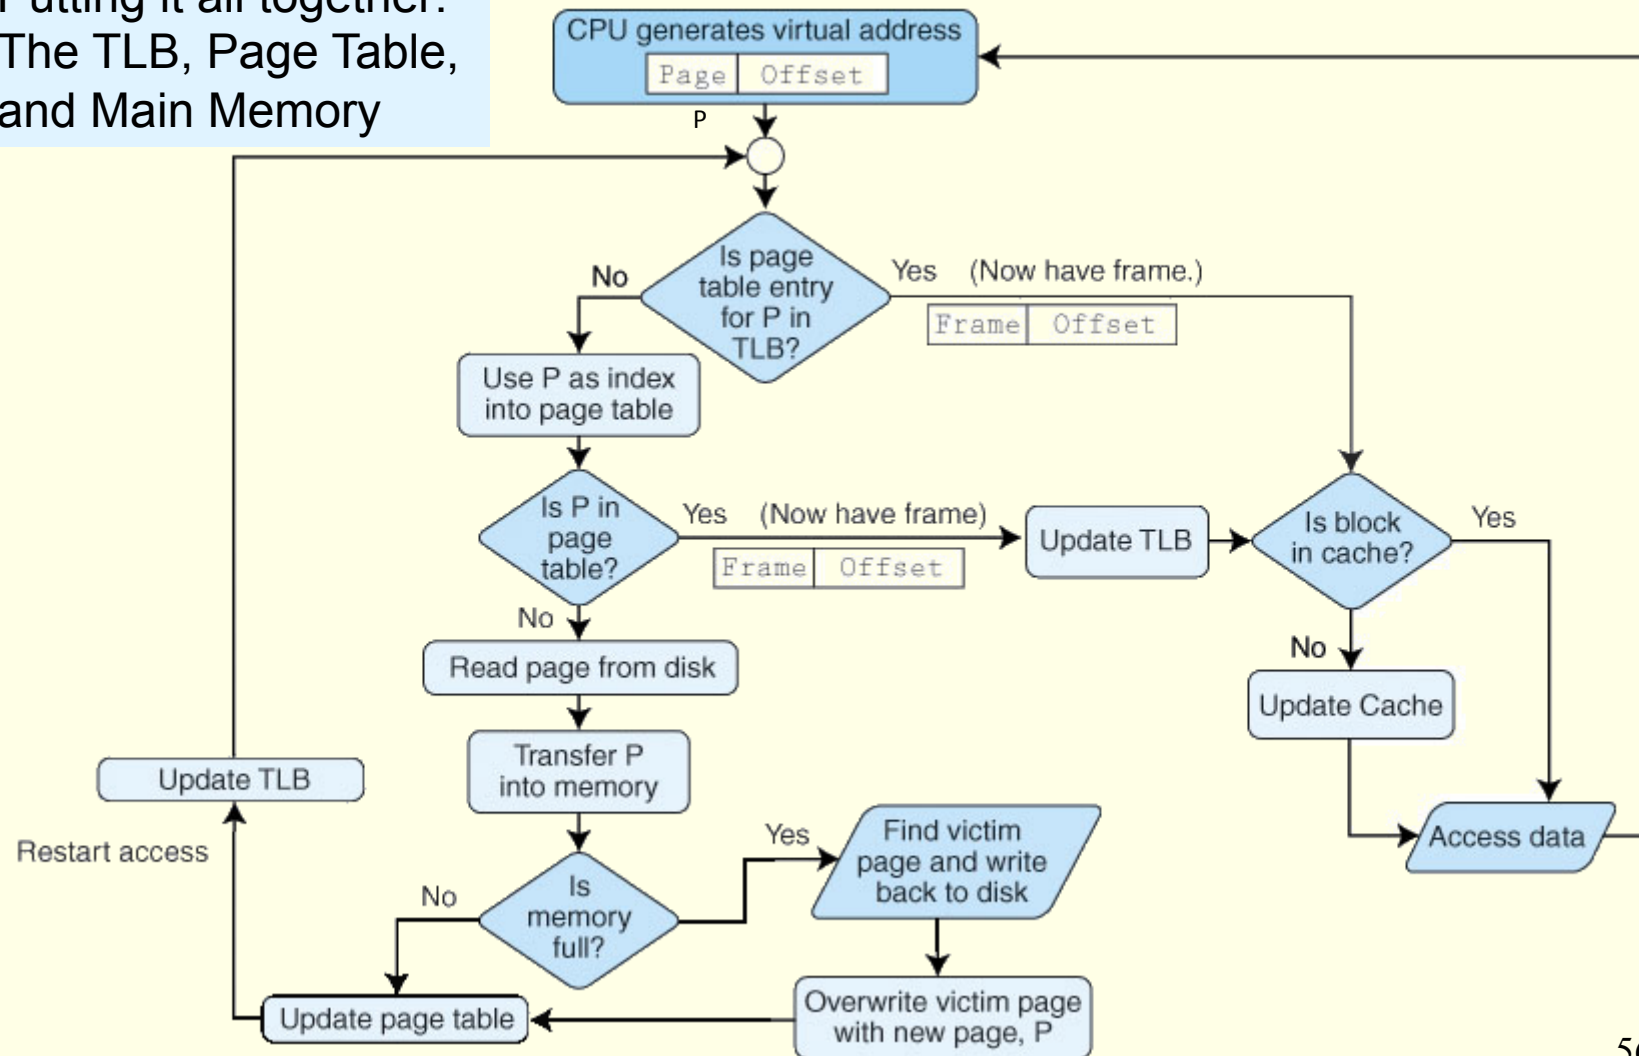 Putting it all together:
The TLB, Page Table,
and Main Memory
CPU generates virtual address
Page Offset
P
Is page
table entry
for P in
TLB?
No
Yes (Now have frame.)
Frame Offset
Use P as index
into page table
Is P in
page
table?
Yes (Now have frame)
Frame Offset
Update TLB
Is block
in cache?
Yes
No
Update Cache
Access data
No
Read page from disk
Transfer P
into memory
Is
memory
full?
Yes
Find victim
page and write
back to disk
Overwrite victim page
with new page, P
No
Update page table
Restart access
Update TLB